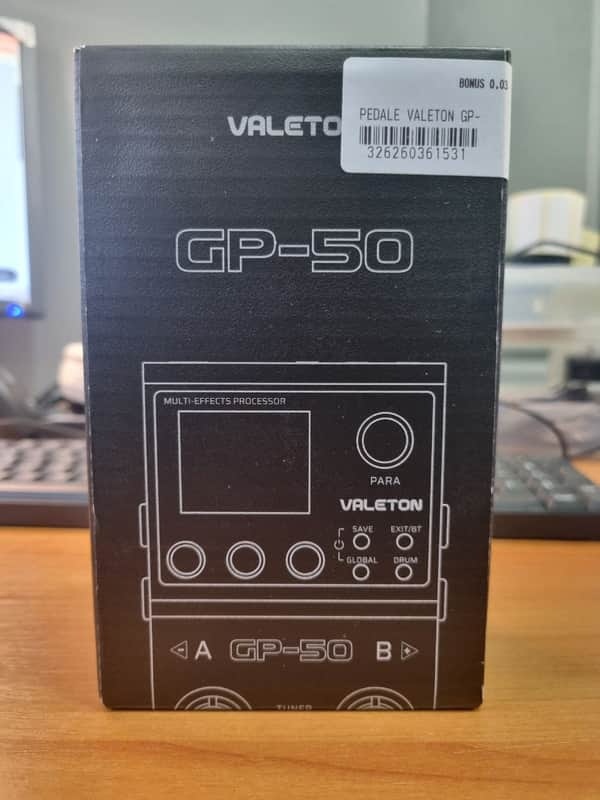 BONUS 0.03
PEDALE VALETON GP-
326260361531
VALETO
GP-50
MULTI-EFFECTS PROCESSOR
PARA
VALETON
SAVE EXIT/BT
GLOBAL DRUM
- A GP-50 B +
TUNER